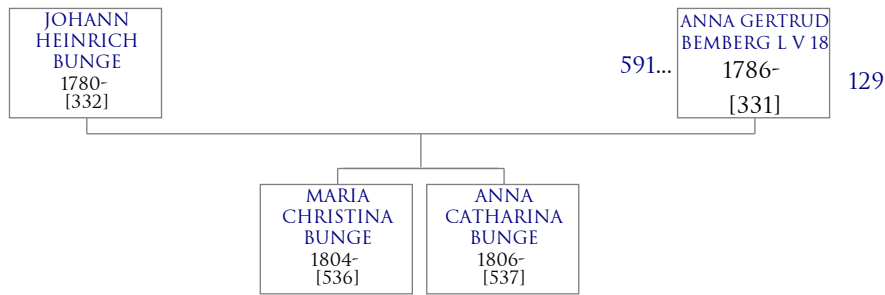 JOHANN
HEINRICH
BUNGE
1780-
[332]
591...
ANNA GERTRUD
BEMBERG L V 18
1786-
[331]
129
MARIA
CHRISTINA
BUNGE
1804-
[536]
ANNA
CATHARINA
BUNGE
1806-
[537]